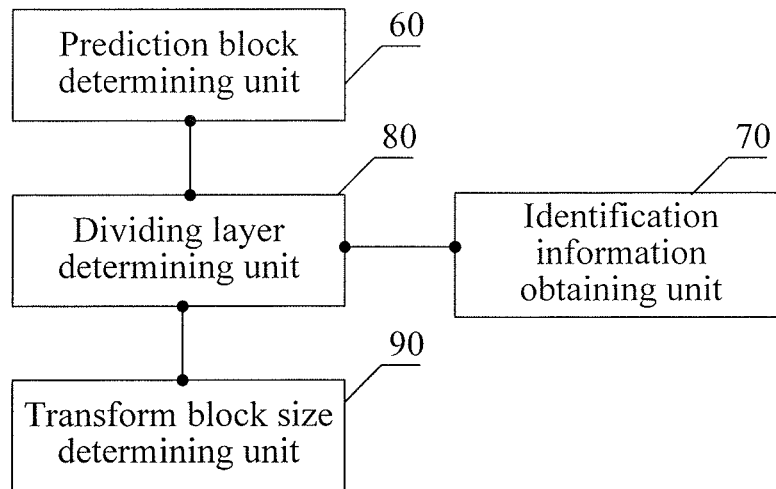 Prediction block
determining unit
60
80
70
Dividing layer
determining unit
Identification
information
obtaining unit
90
Transform block size
determining unit